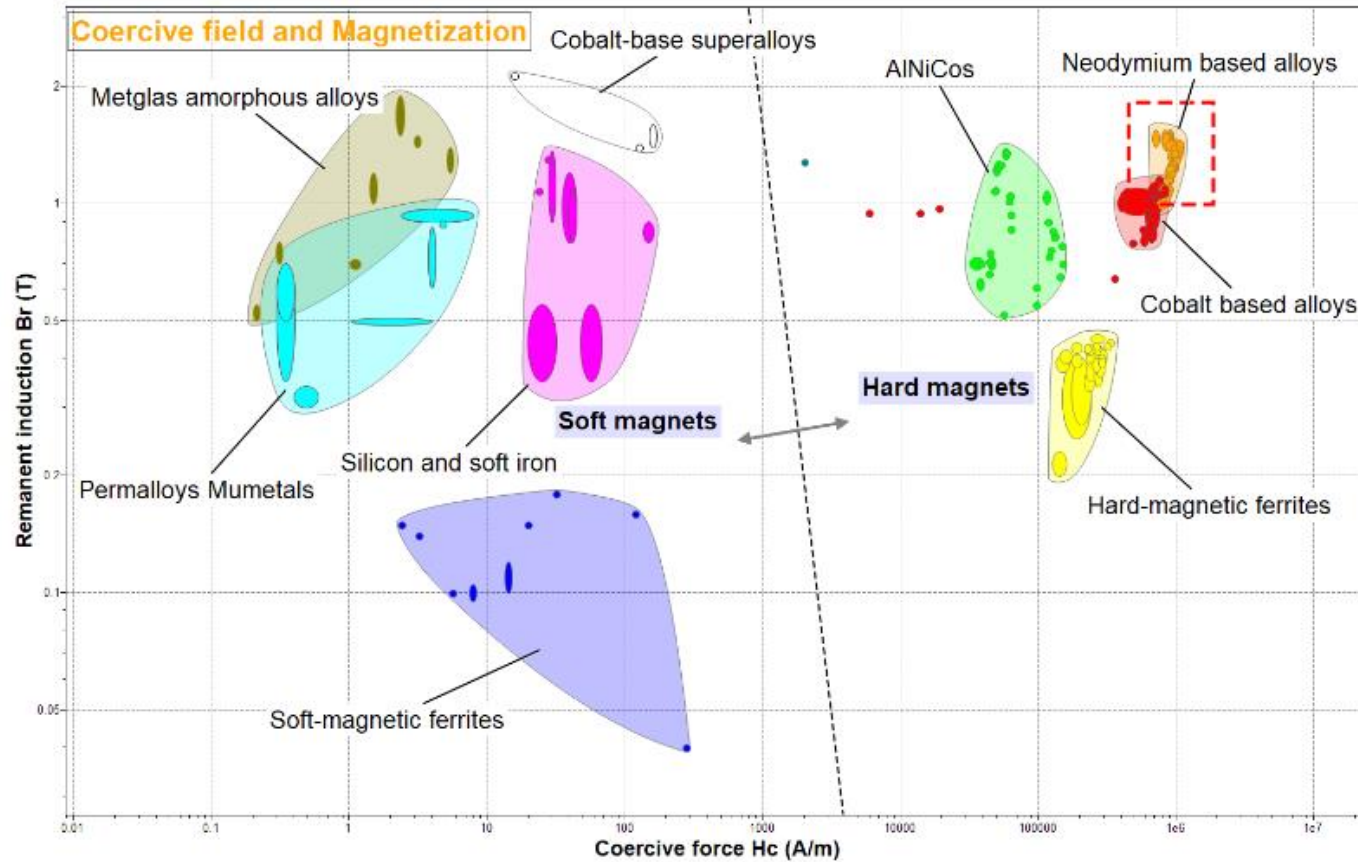 Coercive field and Magnetization
Cobalt-base superalloys
AlNiCos
Neodymium based alloys
Metglas amorphous alloys
2
1
0.5
0.2
0.1
0.05
Remanent induction Br (T)
Cobalt based alloys
Hard magnets
Soft magnets
Silicon and soft iron
Permalloys Mumetals
Hard-magnetic ferrites
Soft-magnetic ferrites
0.01
0.1
1
10
100
1000
10000
100000
1e6
1e7
Coercive force Hc (A/m)